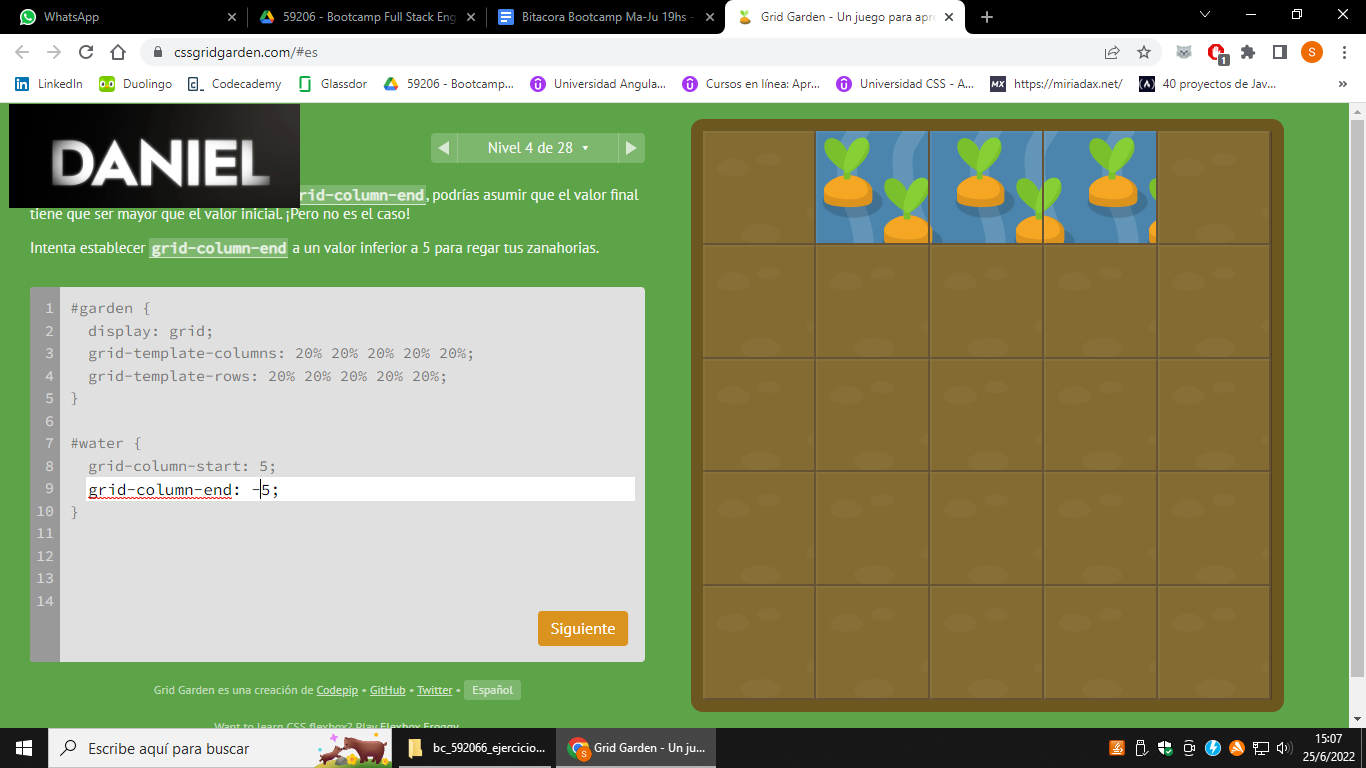 WhatsApp
59206 - Bootcamp Full Stack Eng
Bitacora Bootcamp Ma-Ju 19hs -
Grid Garden - Un juego para apre
cssgridgarden.com/#es
S
1
LinkedIn
Duolingo
Codecademy
Glassdor
59206 - Bootcamp...
Universidad Angula...
Cursos en línea: Apr...
Universidad CSS - A...
MX https://miriadax.net/
40 proyectos de Jav...
»
DANIEL
Nivel 4 de 28
rid-column-end, podrías asumir que el valor final
tiene que ser mayor que el valor inicial. ¡Pero no es el caso!
Intenta establecer grid-column-end a un valor inferior a 5 para regar tus zanahorias.
1 #garden {
2 display: grid;
3 grid-template-columns: 20% 20% 20% 20% 20%;
4 grid-template-rows: 20% 20% 20% 20% 20%;
5 }
6
7 #water {
8 grid-column-start: 5;
9 grid-column-end: -5;
10 }
11
12
13
14
Siguiente
Grid Garden es una creación de Codepip • GitHub • Twitter • Español
Want to learn CSS flexbox? Play Flexbox Froggy.
Escribe aquí para buscar
bc_592066_ejercicio...
Grid Garden - Un ju...
15:07
25/6/2022